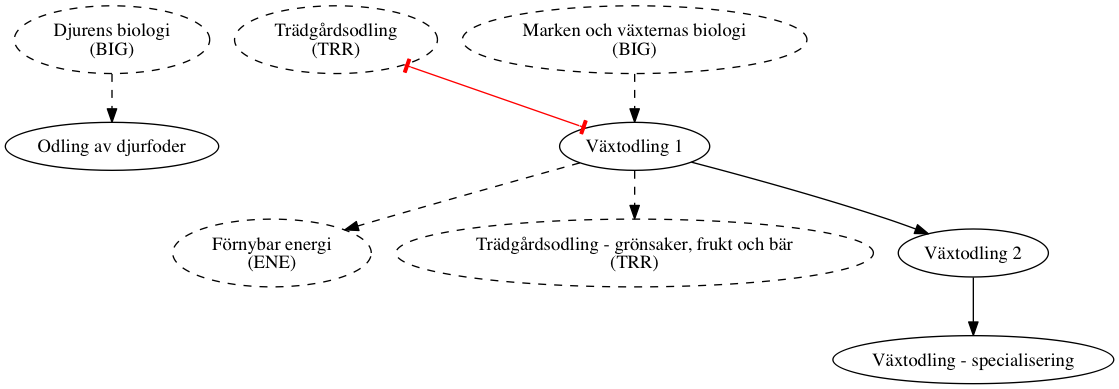 Djurens biologi
(BIG)
Trädgårdsodling
(TRR)
Marken och växternas biologi
(BIG)
Odling av djurfoder
Växtodling 1
Förnybar energi
(ENE)
Trädgårdsodling - grönsaker, frukt och bär
(TRR)
Växtodling 2
Växtodling - specialisering